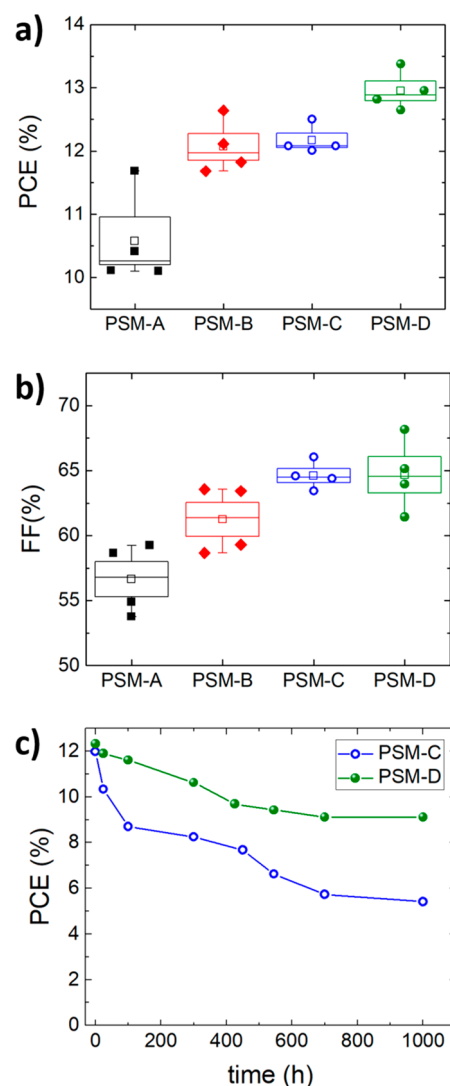 a)
PCE (%)
14
13
12
11
10
PSM-A PSM-B PSM-C PSM-D
b)
FF(%)
70
65
60
55
50
PSM-A PSM-B PSM-C PSM-D
c)
PCE (%)
12
10
8
6
4
2
0
PSM-C
PSM-D
0 200 400 600 800 1000
time (h)